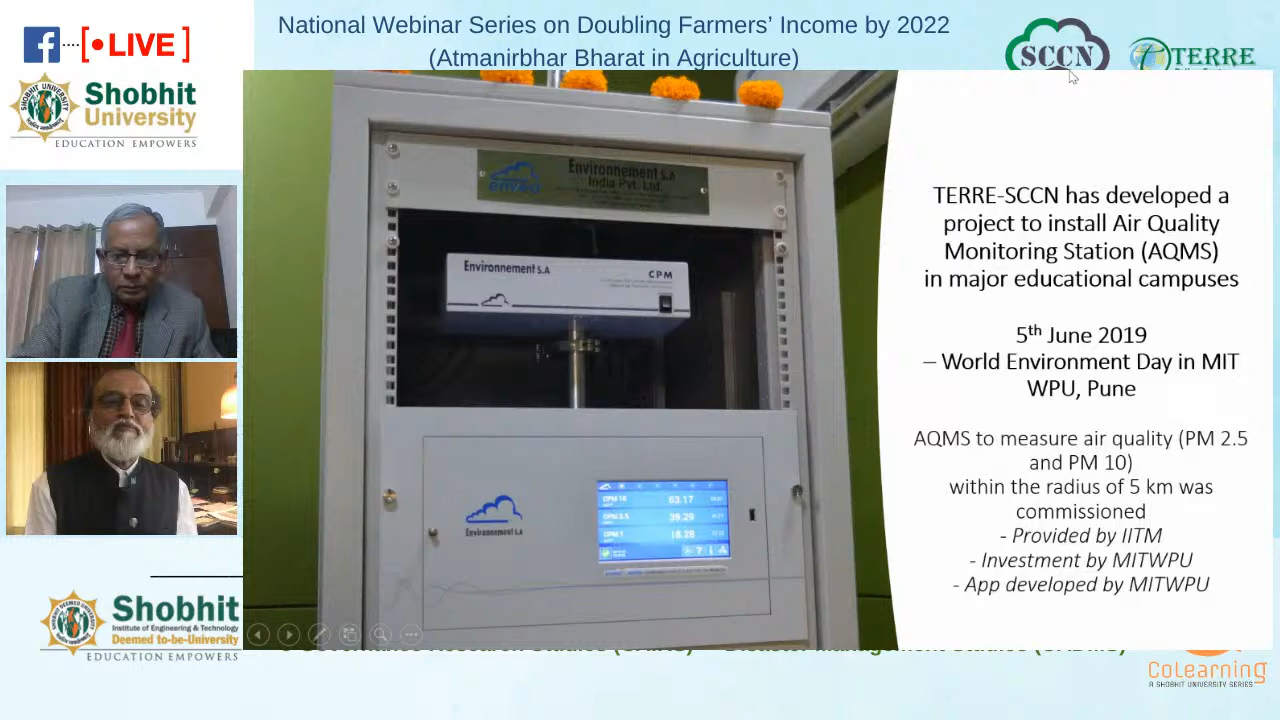 National Webinar Series on Doubling Farmers' Income by 2022
(Atmanirbhar Bharat in Agriculture)
LIVE
SCCN
TERRE
SHOBHIT UNIVERSITY
Shobhit
University
EDUCATION EMPOWERS
envea
Environnement S.A
India Pvt. Ltd.
Environnement S.A
CPM
Environnement S.A
CPM 10 63.17
CPM 2.5 39.29
CPM 1 18.28
TERRE-SCCN has developed a
project to install Air Quality
Monitoring Station (AQMS)
in major educational campuses
5th June 2019
– World Environment Day in MIT
WPU, Pune
AQMS to measure air quality (PM 2.5
and PM 10)
within the radius of 5 km was
commissioned
- Provided by IITM
- Investment by MITWPU
- App developed by MITWPU
Shobhit
Institute of Engineering & Technology
Deemed to-be-University
EDUCATION EMPOWERS
CoLearning
A SHOBHIT UNIVERSITY SERIES